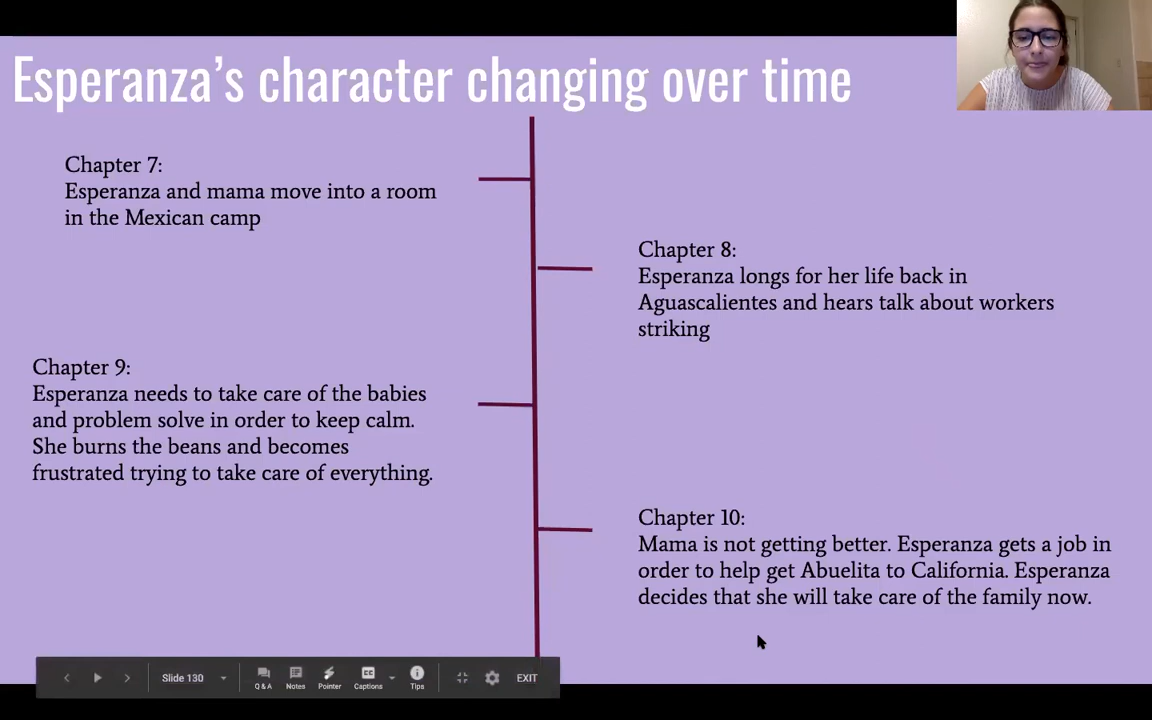 Esperanza's character changing over time
Chapter 7:
Esperanza and mama move into a room
in the Mexican camp
Chapter 8:
Esperanza longs for her life back in
Aguascalientes and hears talk about workers
striking
Chapter 9:
Esperanza needs to take care of the babies
and problem solve in order to keep calm.
She burns the beans and becomes
frustrated trying to take care of everything.
Chapter 10:
Mama is not getting better. Esperanza gets a job in
order to help get Abuelita to California. Esperanza
decides that she will take care of the family now.
Slide 130
Q & A
Notes
Pointer
Captions
Tips
EXIT